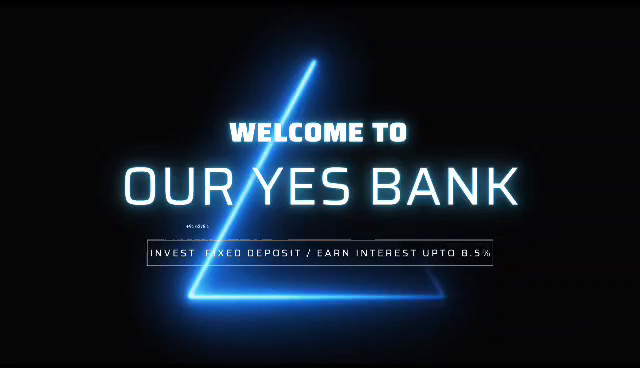 WELCOME TO
OUR YES BANK
INVEST FIXED DEPOSIT / EARN INTEREST UPTO 8.5%